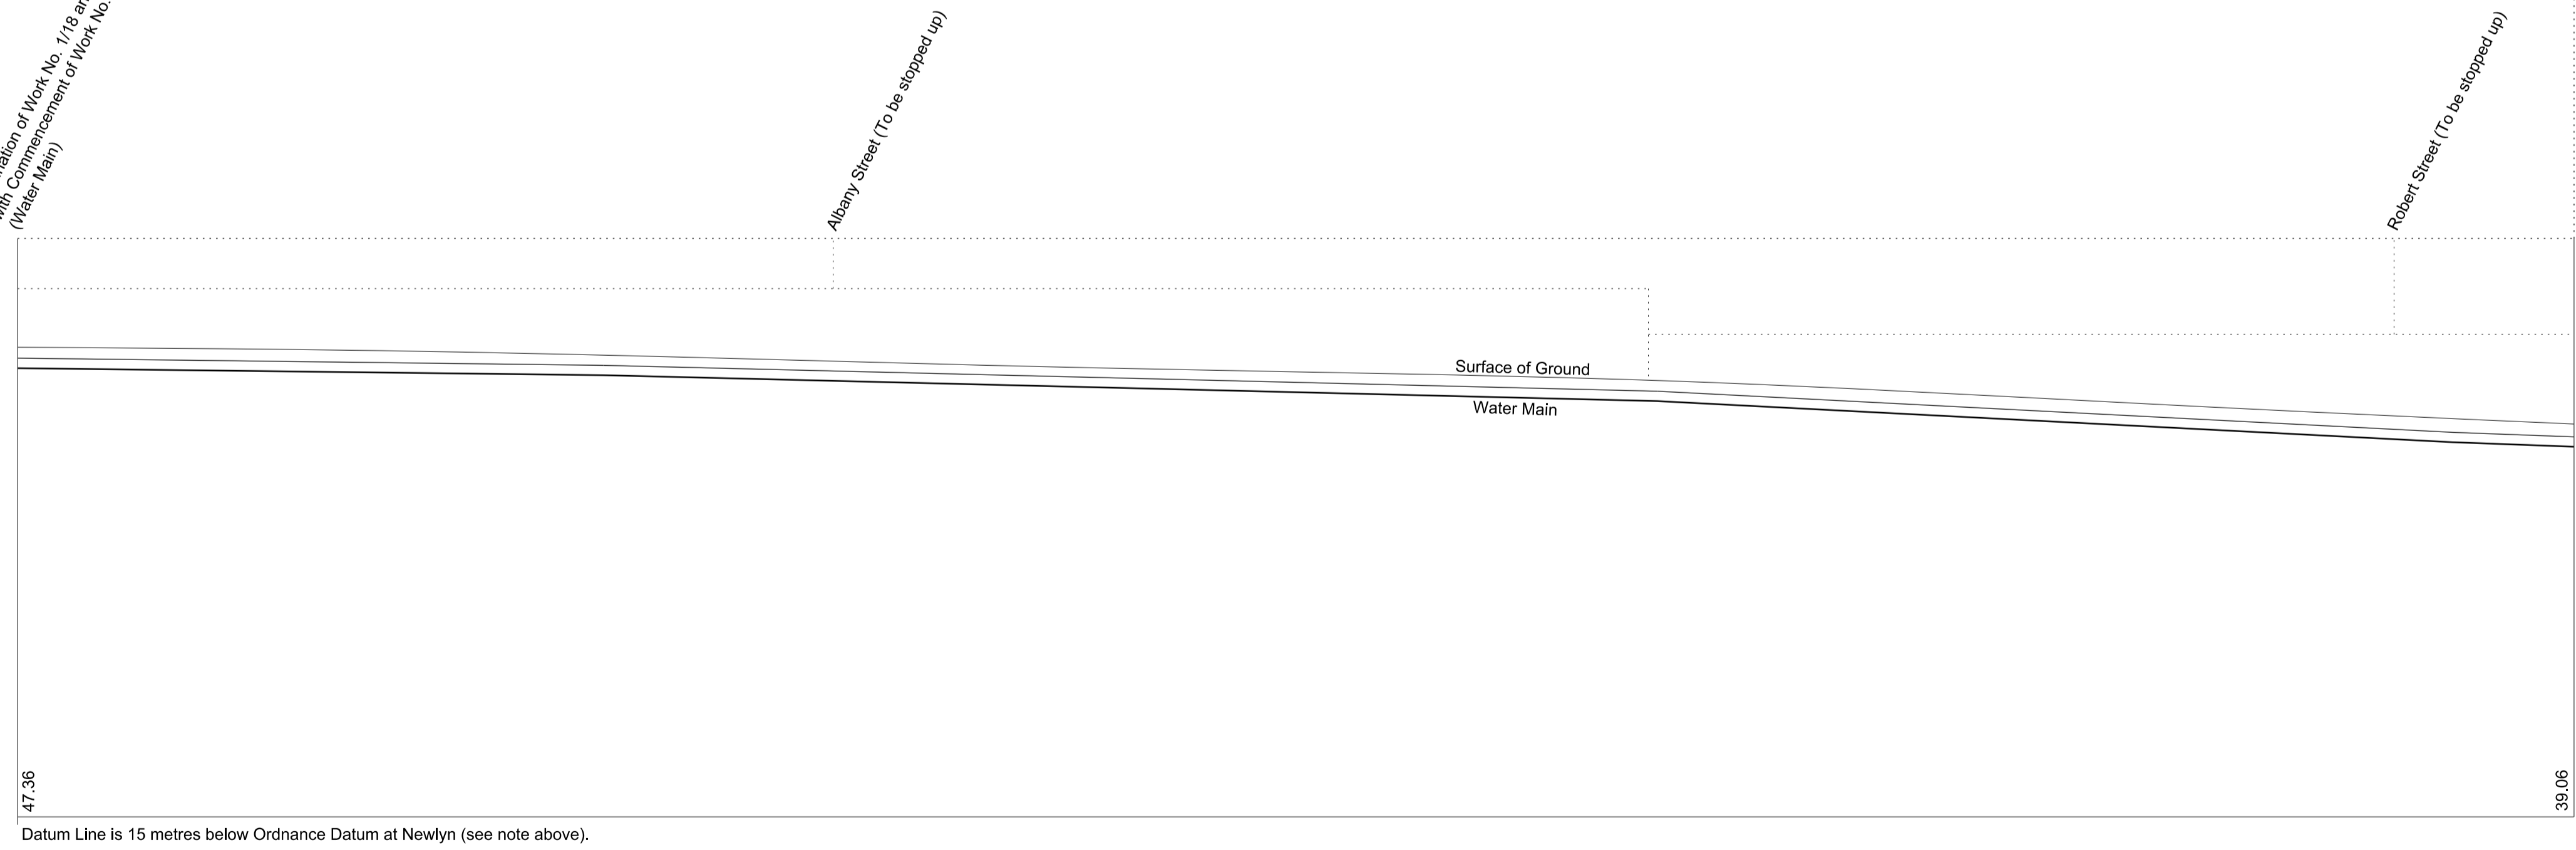 of Work No. 1/18
with Commencement of Work No.
(Water Main)
Albany Street (To be stopped up)
Robert Street (To be stopped up)
Surface of Ground
Water Main
47.36
39.06
Datum Line is 15 metres below Ordnance Datum at Newlyn (see note above).